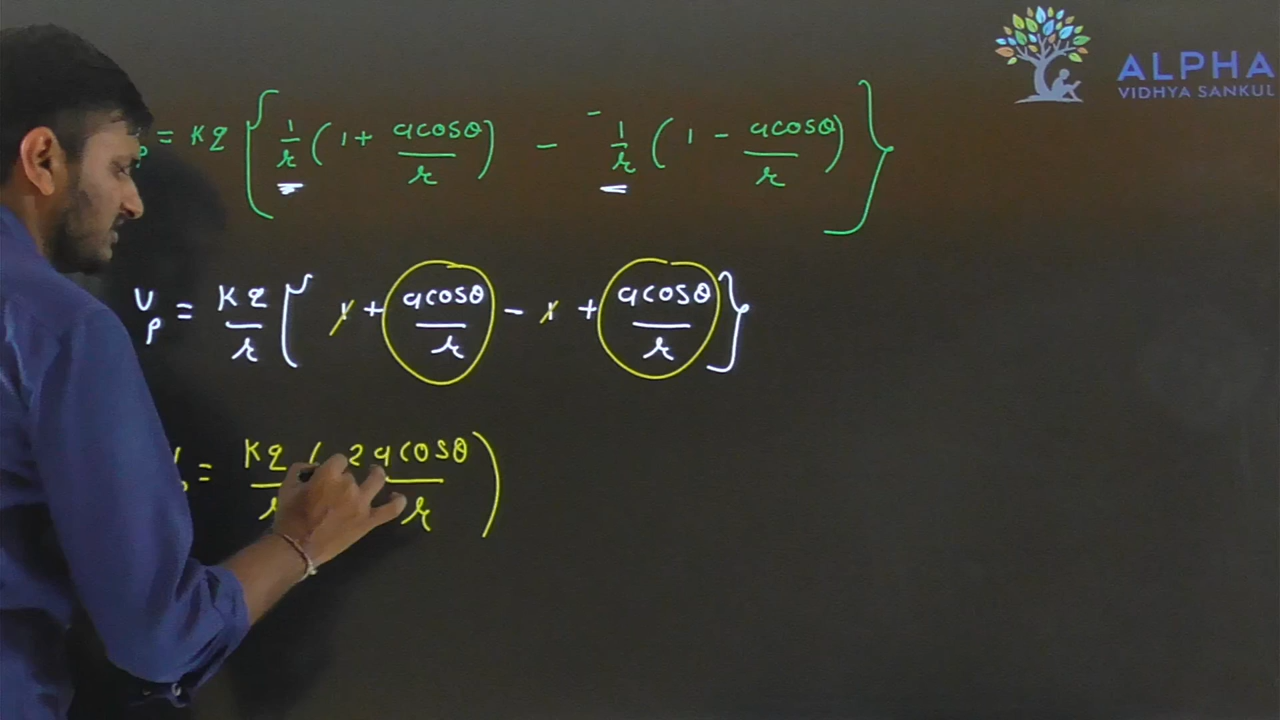 ALPHA
VIDHYA SANKUL
p = Kq { 1/r ( 1 + acosθ/r ) - 1/r ( 1 - acosθ/r ) }
Vp = Kq/r { 1 + acosθ/r - 1 + acosθ/r }
= Kq/r ( 2acosθ/r )